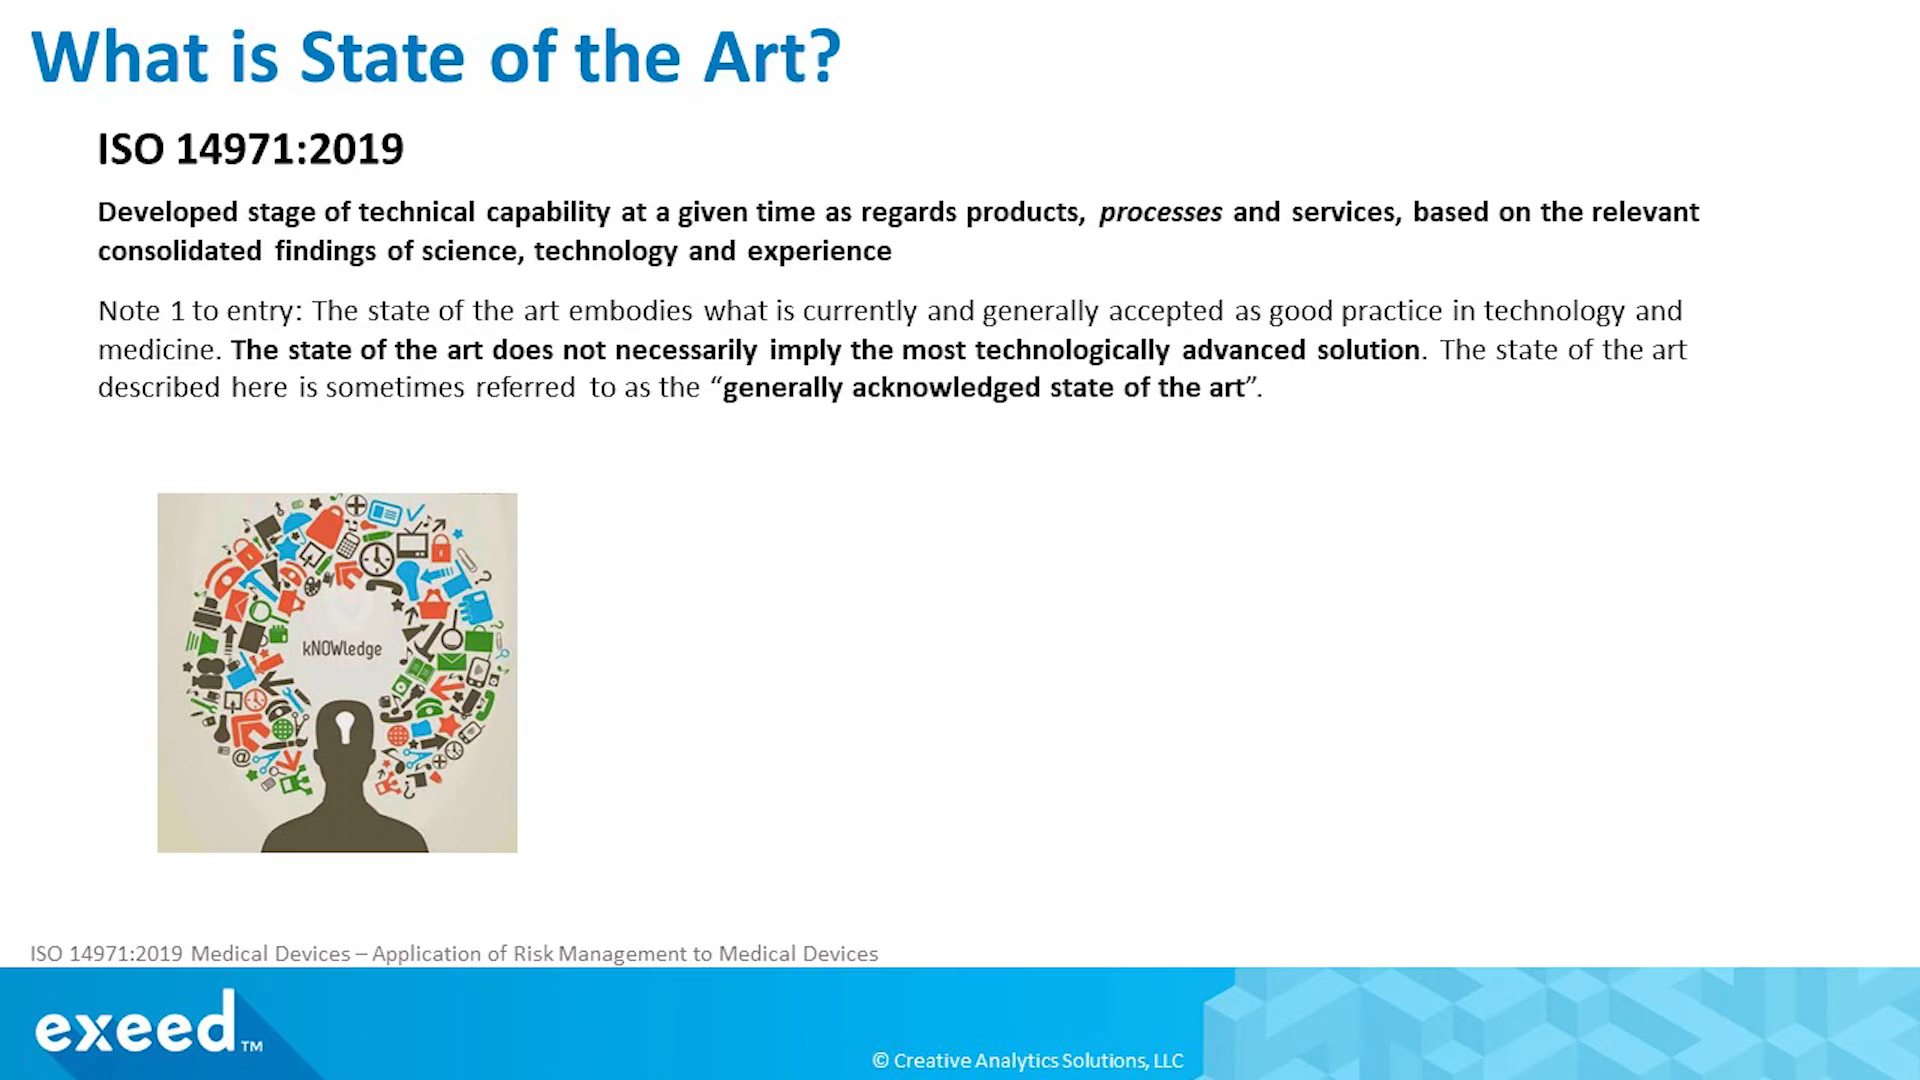 What is State of the Art?
ISO 14971:2019
Developed stage of technical capability at a given time as regards products, processes and services, based on the relevant
consolidated findings of science, technology and experience
Note 1 to entry: The state of the art embodies what is currently and generally accepted as good practice in technology and
medicine. The state of the art does not necessarily imply the most technologically advanced solution. The state of the art
described here is sometimes referred to as the “generally acknowledged state of the art”.
kNOWledge
ISO 14971:2019 Medical Devices – Application of Risk Management to Medical Devices
exeed™
© Creative Analytics Solutions, LLC